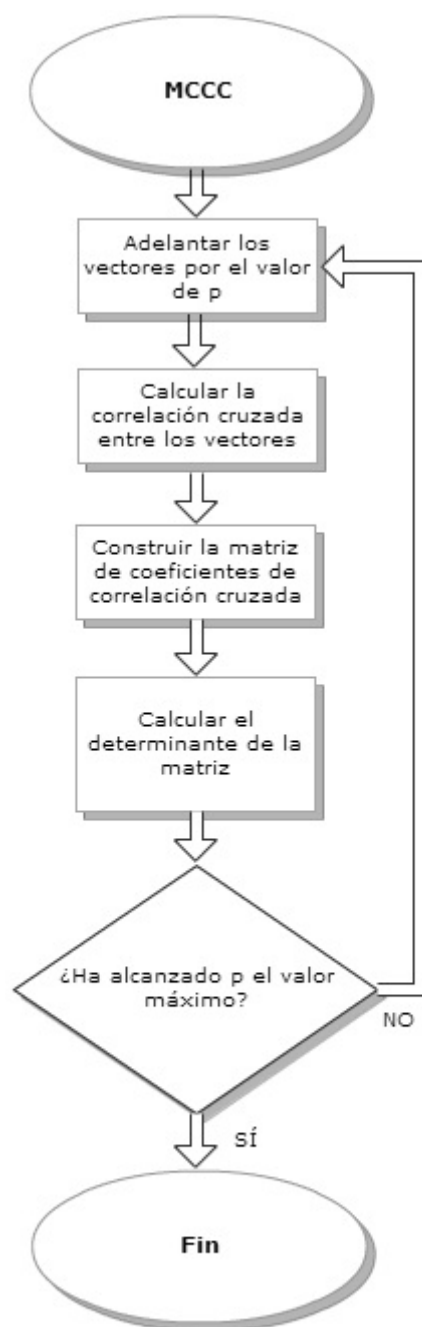 MCCC
Adelantar los
vectores por el valor
de p
Calcular la
correlación cruzada
entre los vectores
Construir la matriz
de coeficientes de
correlación cruzada
Calcular el
determinante de la
matriz
¿Ha alcanzado p el valor
máximo?
NO
SÍ
Fin